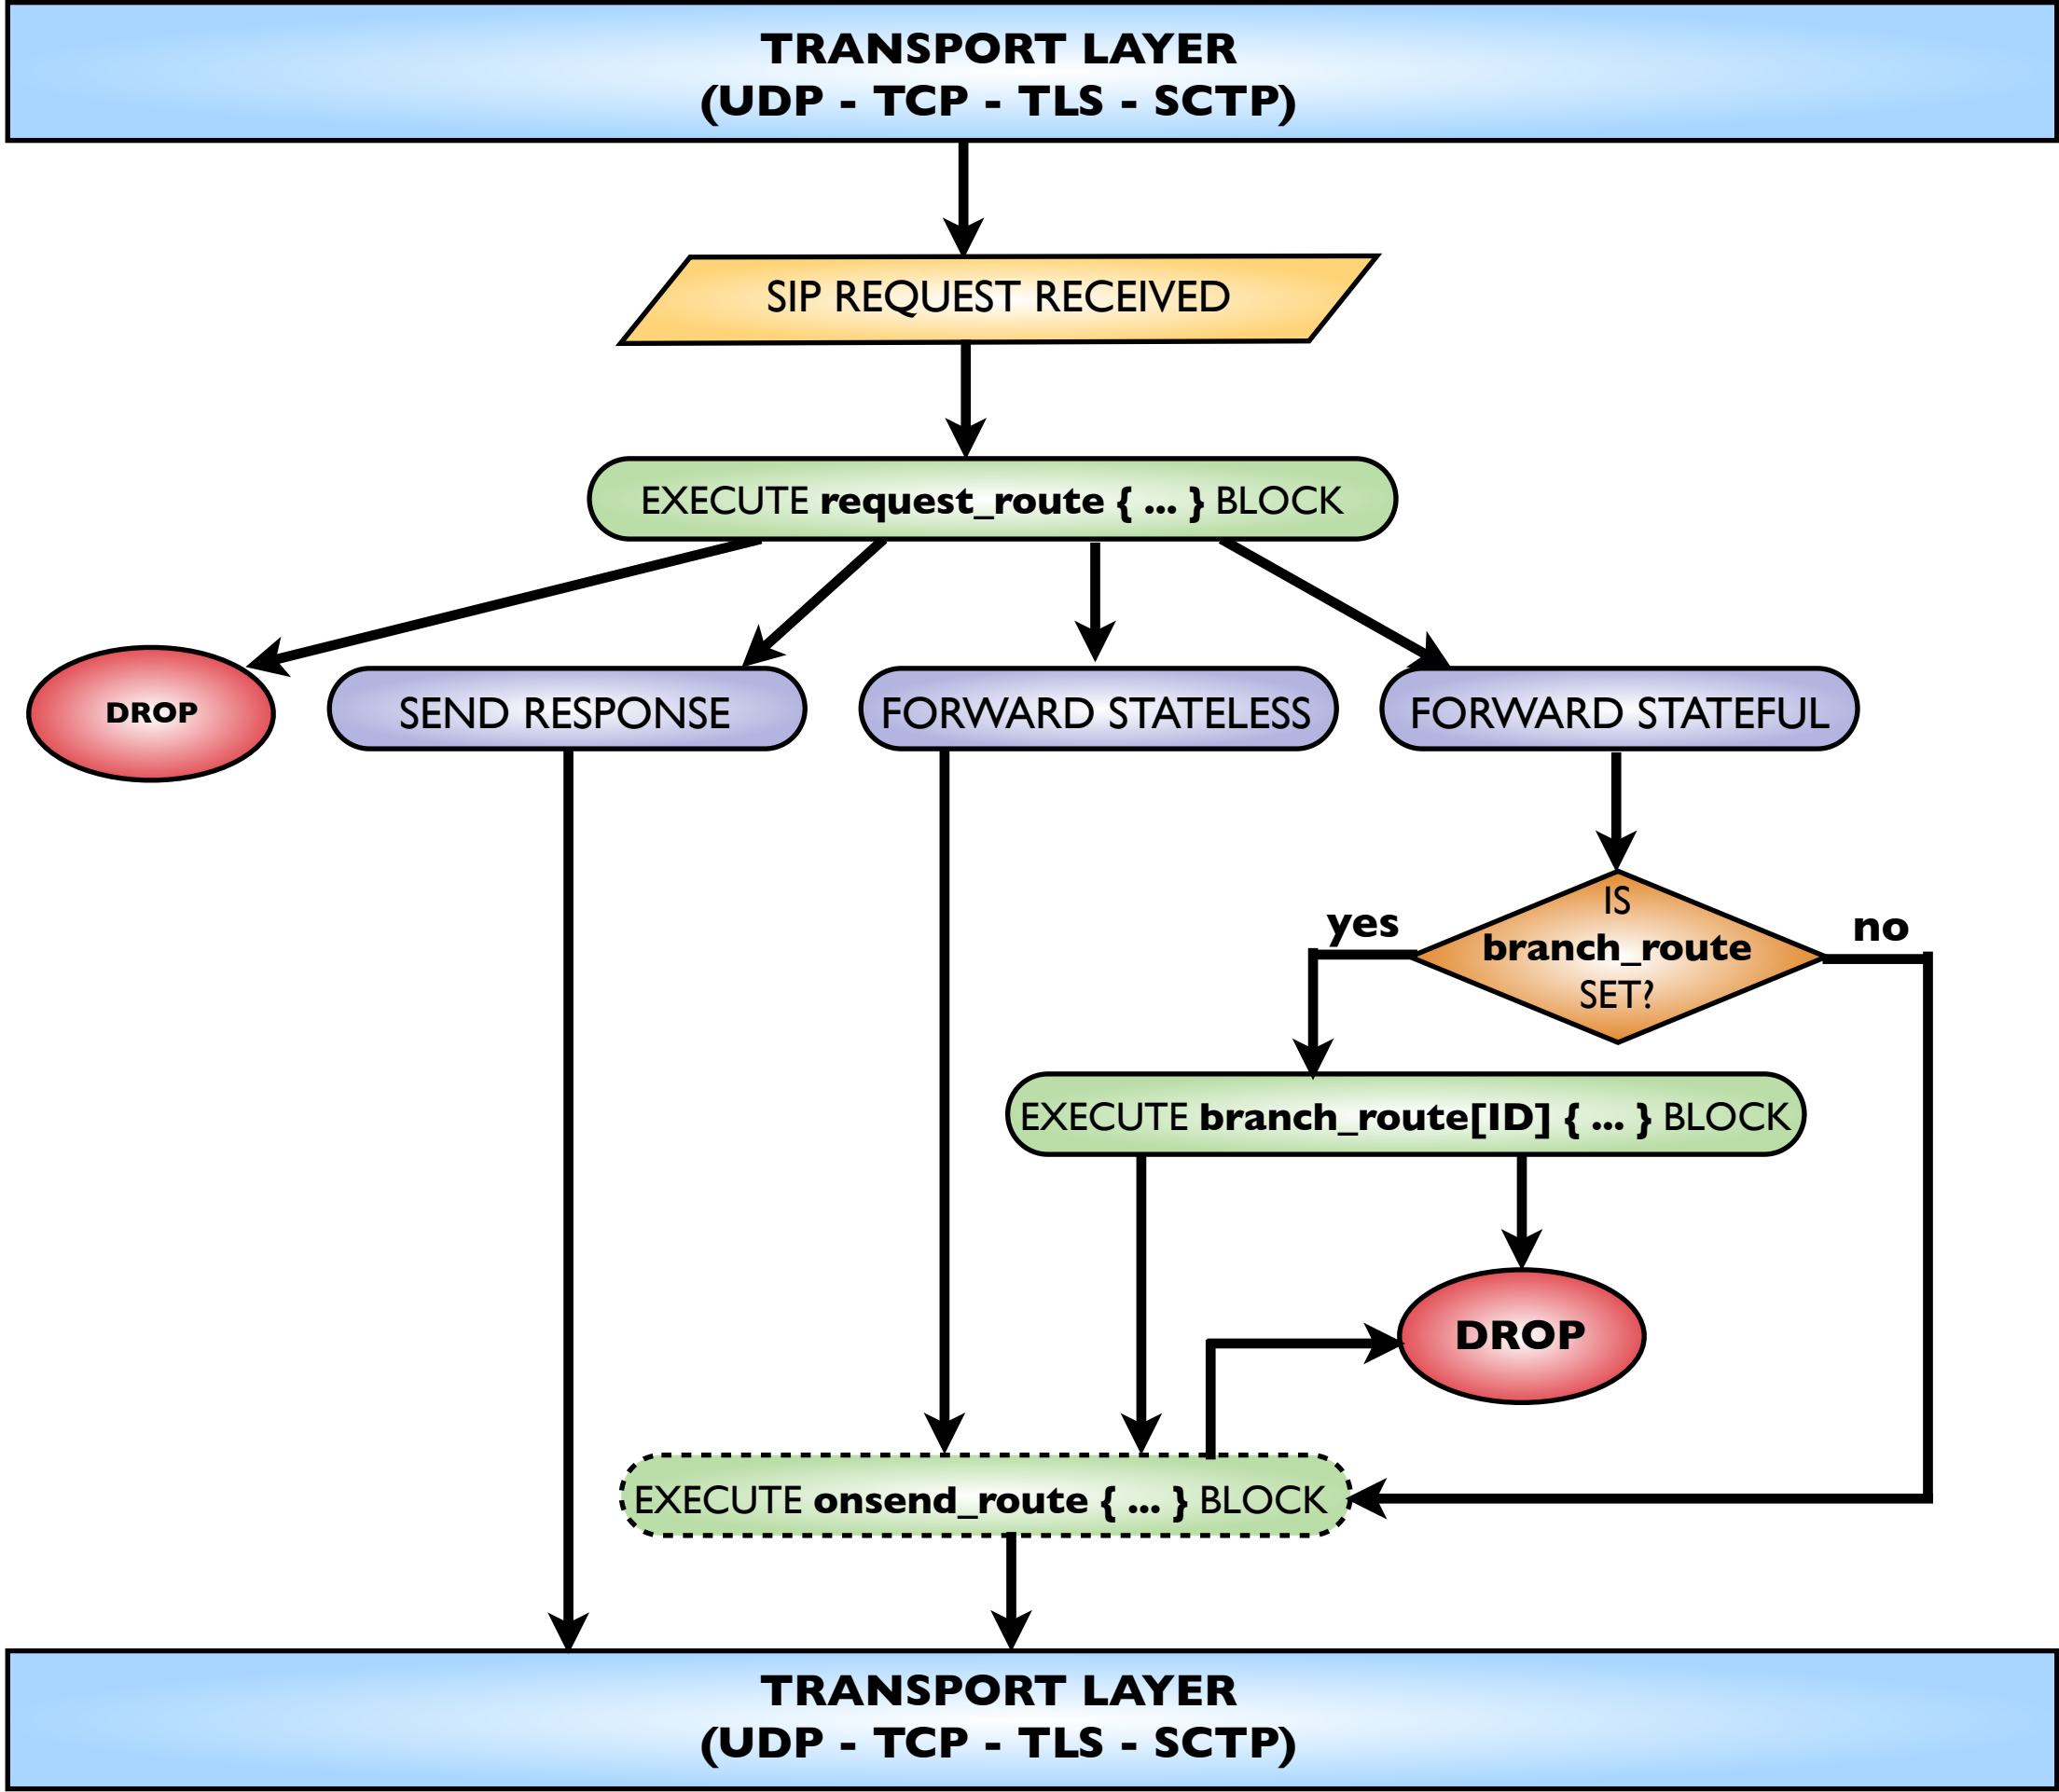 TRANSPORT LAYER
(UDP - TCP - TLS - SCTP)
SIP REQUEST RECEIVED
EXECUTE request_route { ... } BLOCK
DROP
SEND RESPONSE
FORWARD STATELESS
FORWARD STATEFUL
yes
IS
branch_route
SET?
no
EXECUTE branch_route[ID] { ... } BLOCK
DROP
EXECUTE onsend_route { ... } BLOCK
TRANSPORT LAYER
(UDP - TCP - TLS - SCTP)